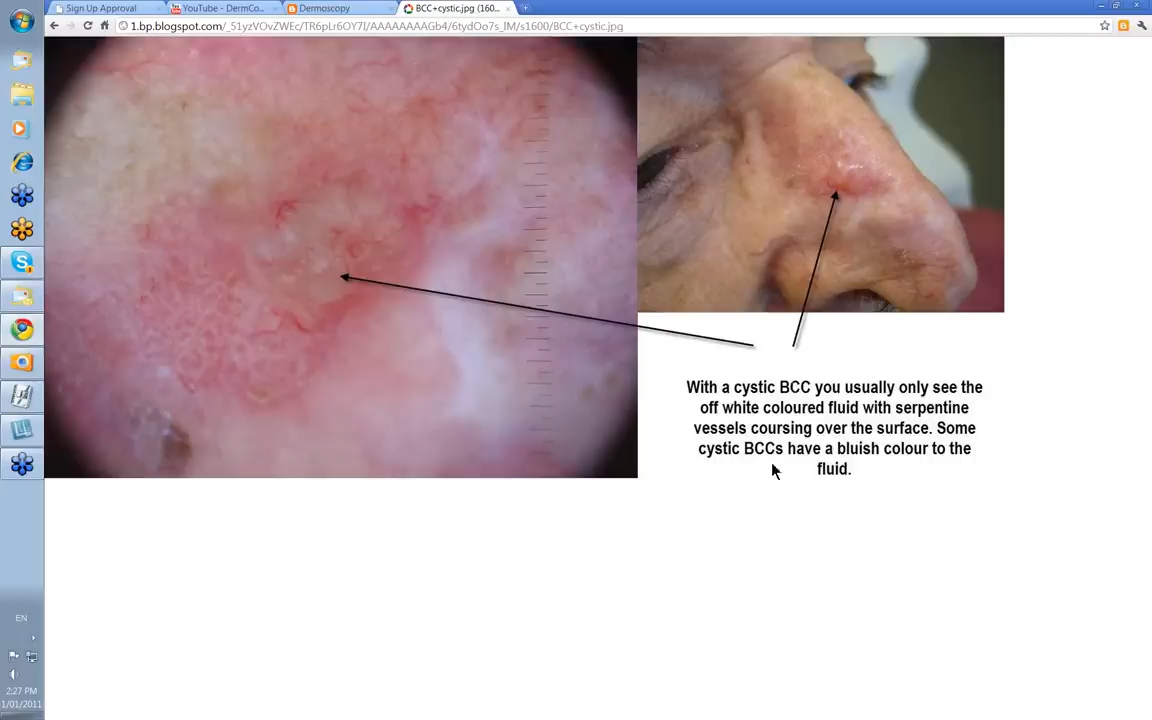 Sign Up Approval
YouTube - DermCo...
Dermoscopy
BCC+cystic.jpg (160...
1.bp.blogspot.com/_51yzVOvZWEc/TR6pLr6OY7I/AAAAAAAAGb4/6tydOo7s_IM/s1600/BCC+cystic.jpg
With a cystic BCC you usually only see the
off white coloured fluid with serpentine
vessels coursing over the surface. Some
cystic BCCs have a bluish colour to the
fluid.
EN
2:27 PM
1/01/2011